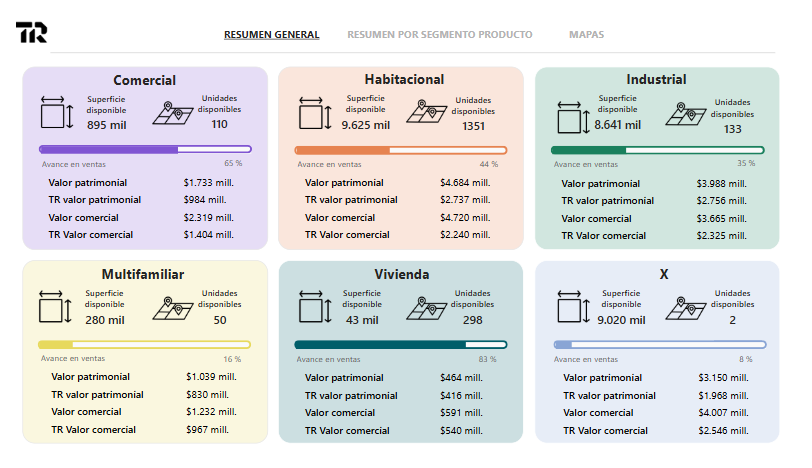 TR
RESUMEN GENERAL RESUMEN POR SEGMENTO PRODUCTO MAPAS
Comercial
Superficie disponible
895 mil
Unidades disponibles
110
Avance en ventas 65 %
Valor patrimonial $1.733 mill.
TR valor patrimonial $984 mill.
Valor comercial $2.319 mill.
TR Valor comercial $1.404 mill.
Habitacional
Superficie disponible
9.625 mil
Unidades disponibles
1351
Avance en ventas 44 %
Valor patrimonial $4.684 mill.
TR valor patrimonial $2.737 mill.
Valor comercial $4.720 mill.
TR Valor comercial $2.240 mill.
Industrial
Superficie disponible
8.641 mil
Unidades disponibles
133
Avance en ventas 35 %
Valor patrimonial $3.988 mill.
TR valor patrimonial $2.756 mill.
Valor comercial $3.665 mill.
TR Valor comercial $2.325 mill.
Multifamiliar
Superficie disponible
280 mil
Unidades disponibles
50
Avance en ventas 16 %
Valor patrimonial $1.039 mill.
TR valor patrimonial $830 mill.
Valor comercial $1.232 mill.
TR Valor comercial $967 mill.
Vivienda
Superficie disponible
43 mil
Unidades disponibles
298
Avance en ventas 83 %
Valor patrimonial $464 mill.
TR valor patrimonial $416 mill.
Valor comercial $591 mill.
TR Valor comercial $540 mill.
X
Superficie disponible
9.020 mil
Unidades disponibles
2
Avance en ventas 8 %
Valor patrimonial $3.150 mill.
TR valor patrimonial $1.968 mill.
Valor comercial $4.007 mill.
TR Valor comercial $2.546 mill.